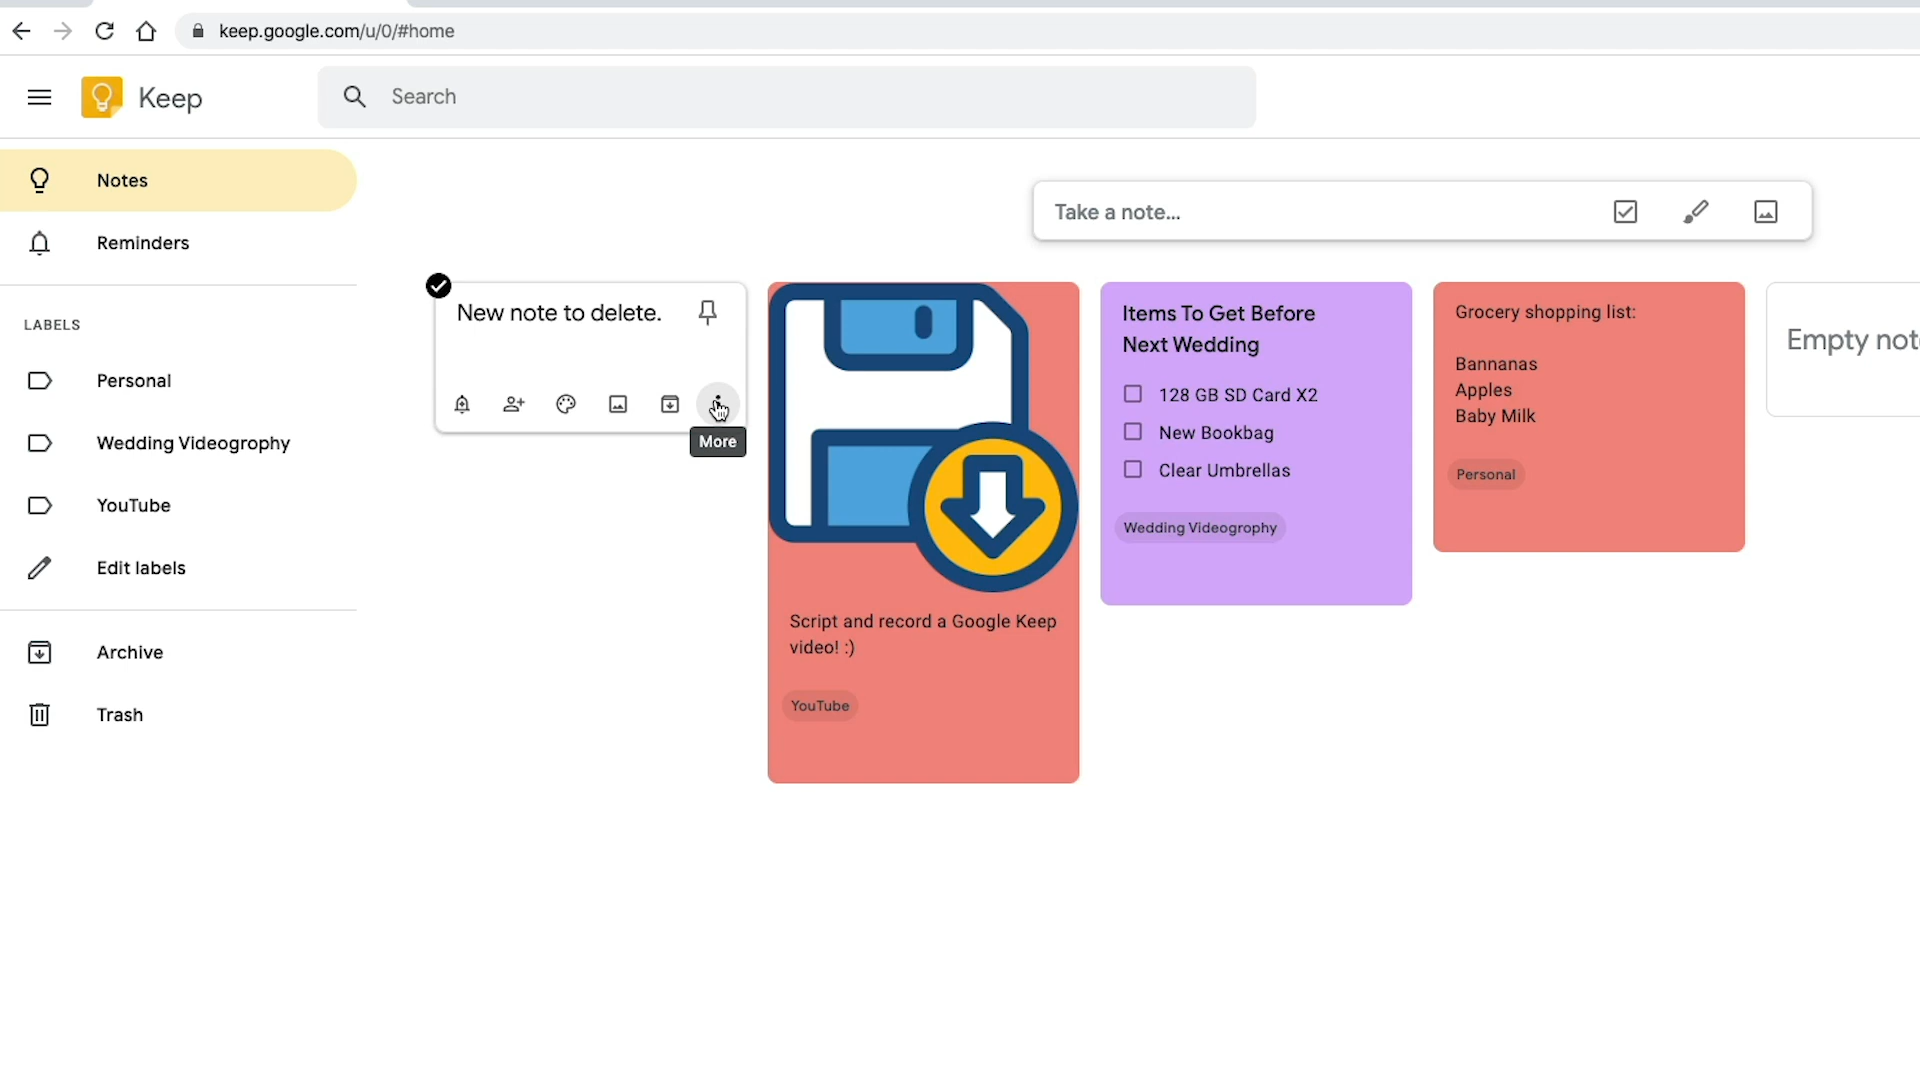 keep.google.com/u/0/#home
Keep
Search
Notes
Reminders
LABELS
Personal
Wedding Videography
YouTube
Edit labels
Archive
Trash
Take a note...
New note to delete.
More
Script and record a Google Keep
video! :)
YouTube
Items To Get Before
Next Wedding
128 GB SD Card X2
New Bookbag
Clear Umbrellas
Wedding Videography
Grocery shopping list:
Bannanas
Apples
Baby Milk
Personal
Empty not